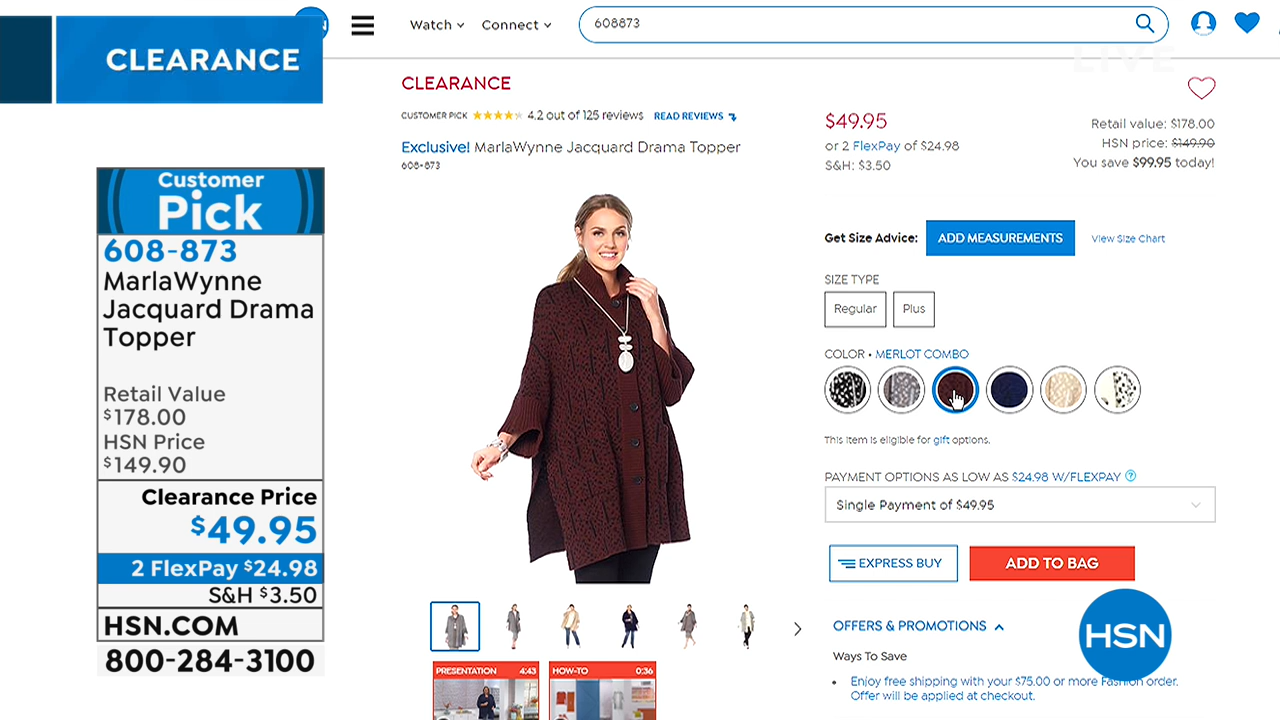 CLEARANCE
Customer
Pick
608-873
MarlaWynne
Jacquard Drama
Topper
Retail Value
$178.00
HSN Price
$149.90
Clearance Price
$49.95
2 FlexPay $24.98
S&H $3.50
HSN.COM
800-284-3100
Watch
Connect
608873
LIVE
CLEARANCE
CUSTOMER PICK 4.2 out of 125 reviews READ REVIEWS
Exclusive! MarlaWynne Jacquard Drama Topper
608-873
PRESENTATION 4:43
HOW-TO 0:36
$49.95
or 2 FlexPay of $24.98
S&H: $3.50
Retail value: $178.00
HSN price: $149.90
You save $99.95 today!
Get Size Advice: ADD MEASUREMENTS View Size Chart
SIZE TYPE
Regular Plus
COLOR • MERLOT COMBO
This item is eligible for gift options.
PAYMENT OPTIONS AS LOW AS $24.98 W/FLEXPAY ?
Single Payment of $49.95
EXPRESS BUY ADD TO BAG
OFFERS & PROMOTIONS
Ways To Save
• Enjoy free shipping with your $75.00 or more Fashion order.
Offer will be applied at checkout.
HSN